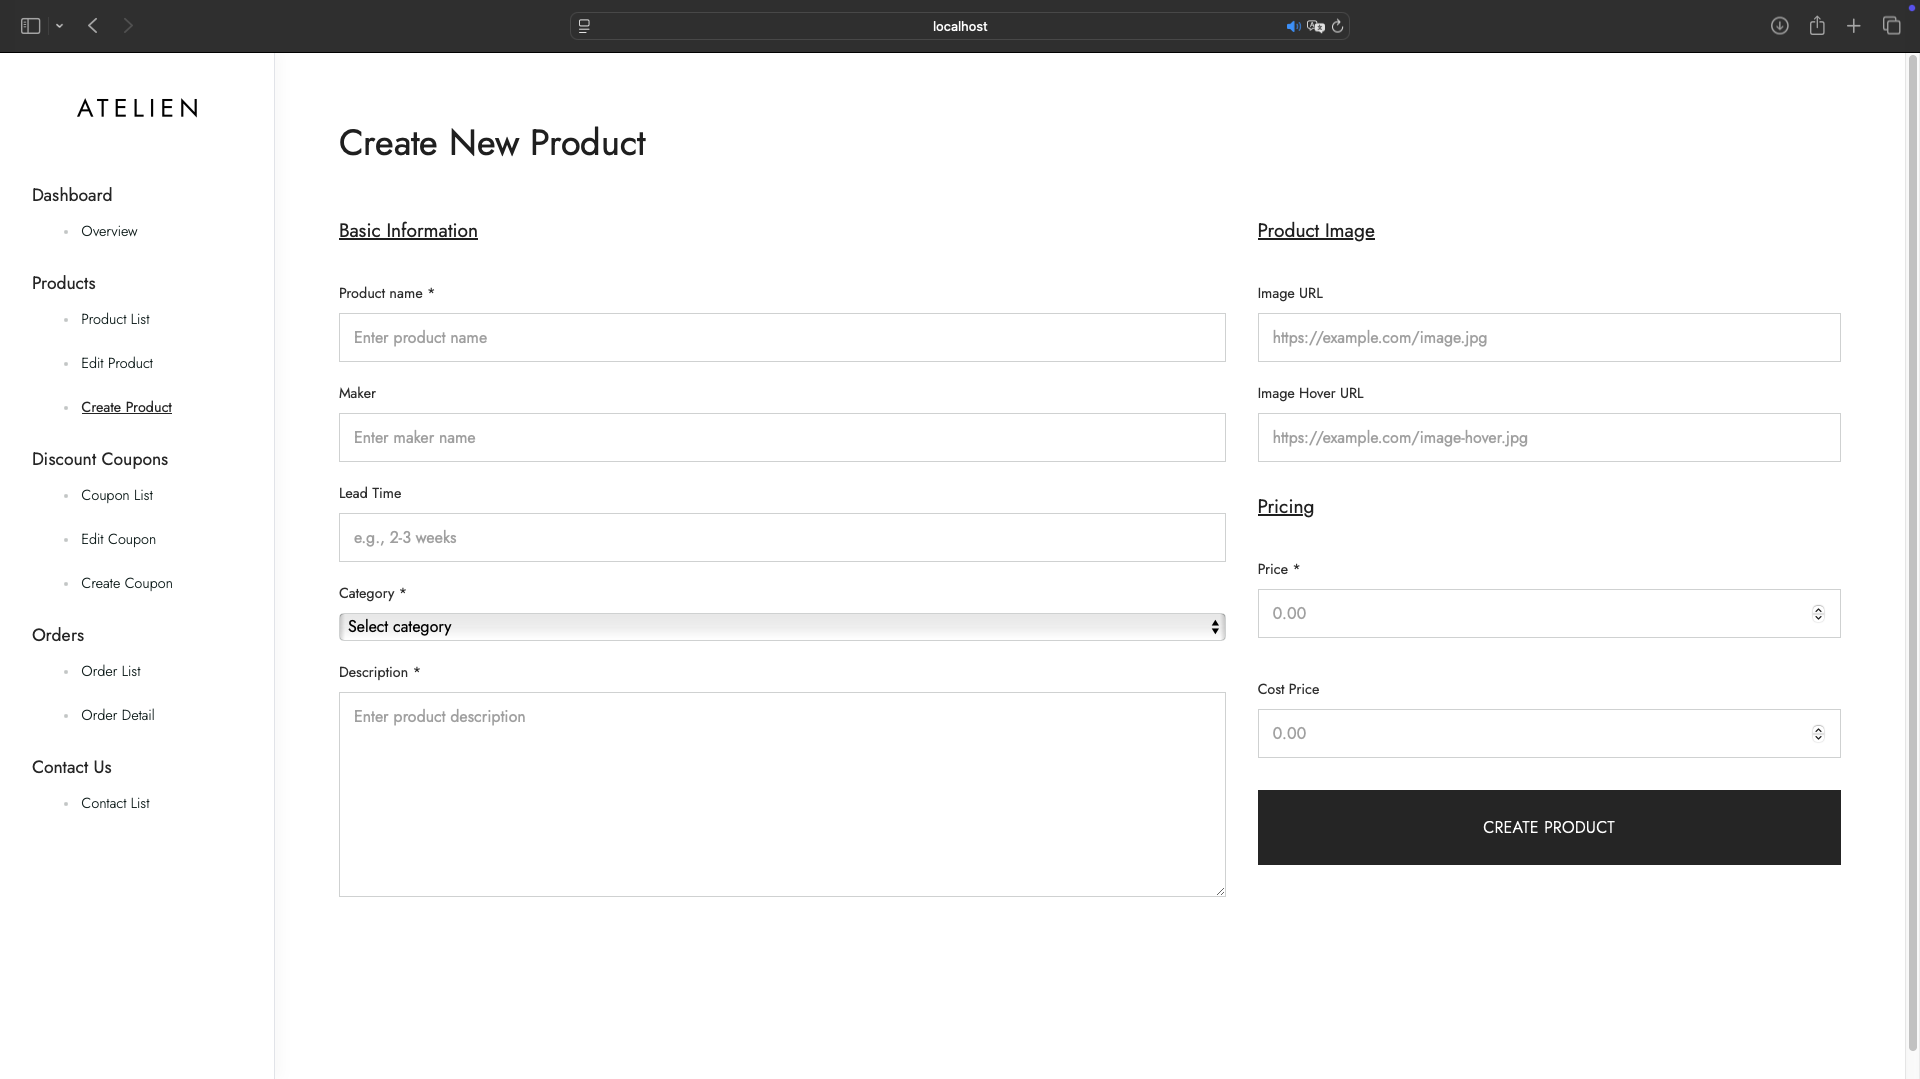 localhost
ATELIEN
Dashboard
Overview
Products
Product List
Edit Product
Create Product
Discount Coupons
Coupon List
Edit Coupon
Create Coupon
Orders
Order List
Order Detail
Contact Us
Contact List
Create New Product
Basic Information
Product name *
Enter product name
Maker
Enter maker name
Lead Time
e.g., 2-3 weeks
Category *
Select category
Description *
Enter product description
Product Image
Image URL
https://example.com/image.jpg
Image Hover URL
https://example.com/image-hover.jpg
Pricing
Price *
0.00
Cost Price
0.00
CREATE PRODUCT